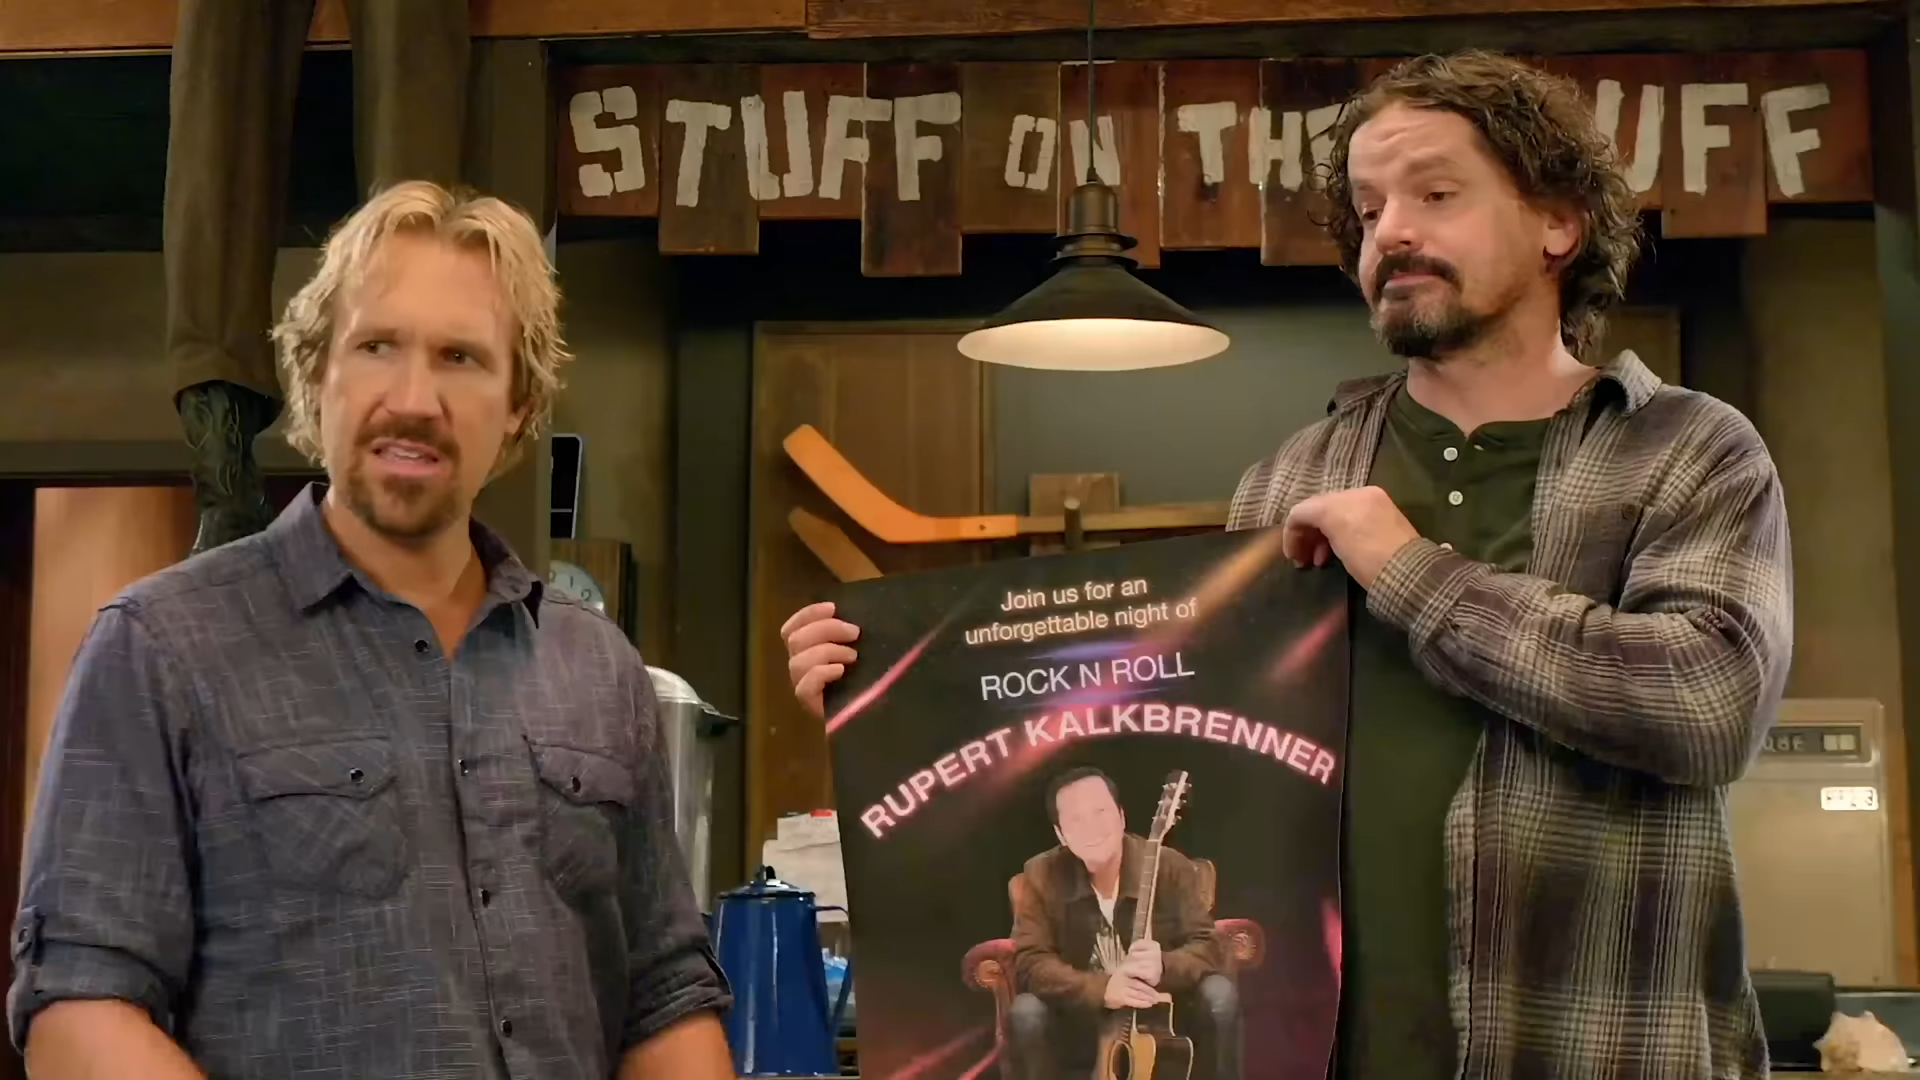 STUFF ON THE UFF
Join us for an
unforgettable night of
ROCK N ROLL
RUPERT KALKBRENNER